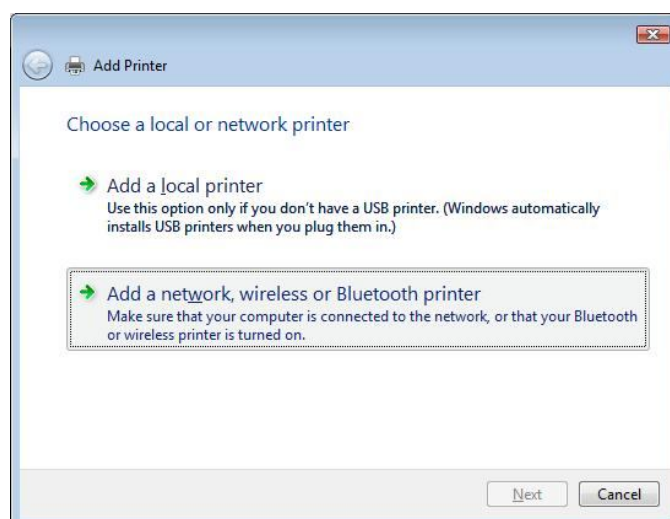 Add Printer
Choose a local or network printer
Add a local printer
Use this option only if you don't have a USB printer. (Windows automatically
installs USB printers when you plug them in.)
Add a network, wireless or Bluetooth printer
Make sure that your computer is connected to the network, or that your Bluetooth
or wireless printer is turned on.
Next Cancel